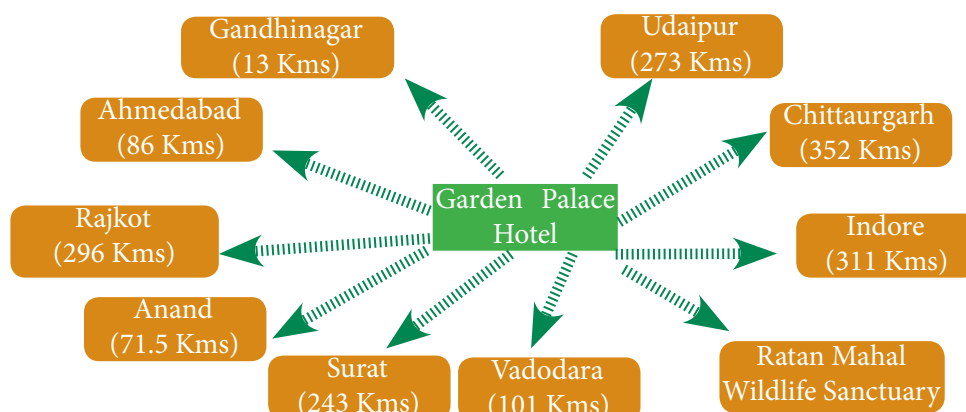 Gandhinagar
(13 Kms)
Udaipur
(273 Kms)
Ahmedabad
(86 Kms)
Chittaurgarh
(352 Kms)
Garden Palace
Hotel
Rajkot
(296 Kms)
Indore
(311 Kms)
Anand
(71.5 Kms)
Surat
(243 Kms)
Vadodara
(101 Kms)
Ratan Mahal
Wildlife Sanctuary